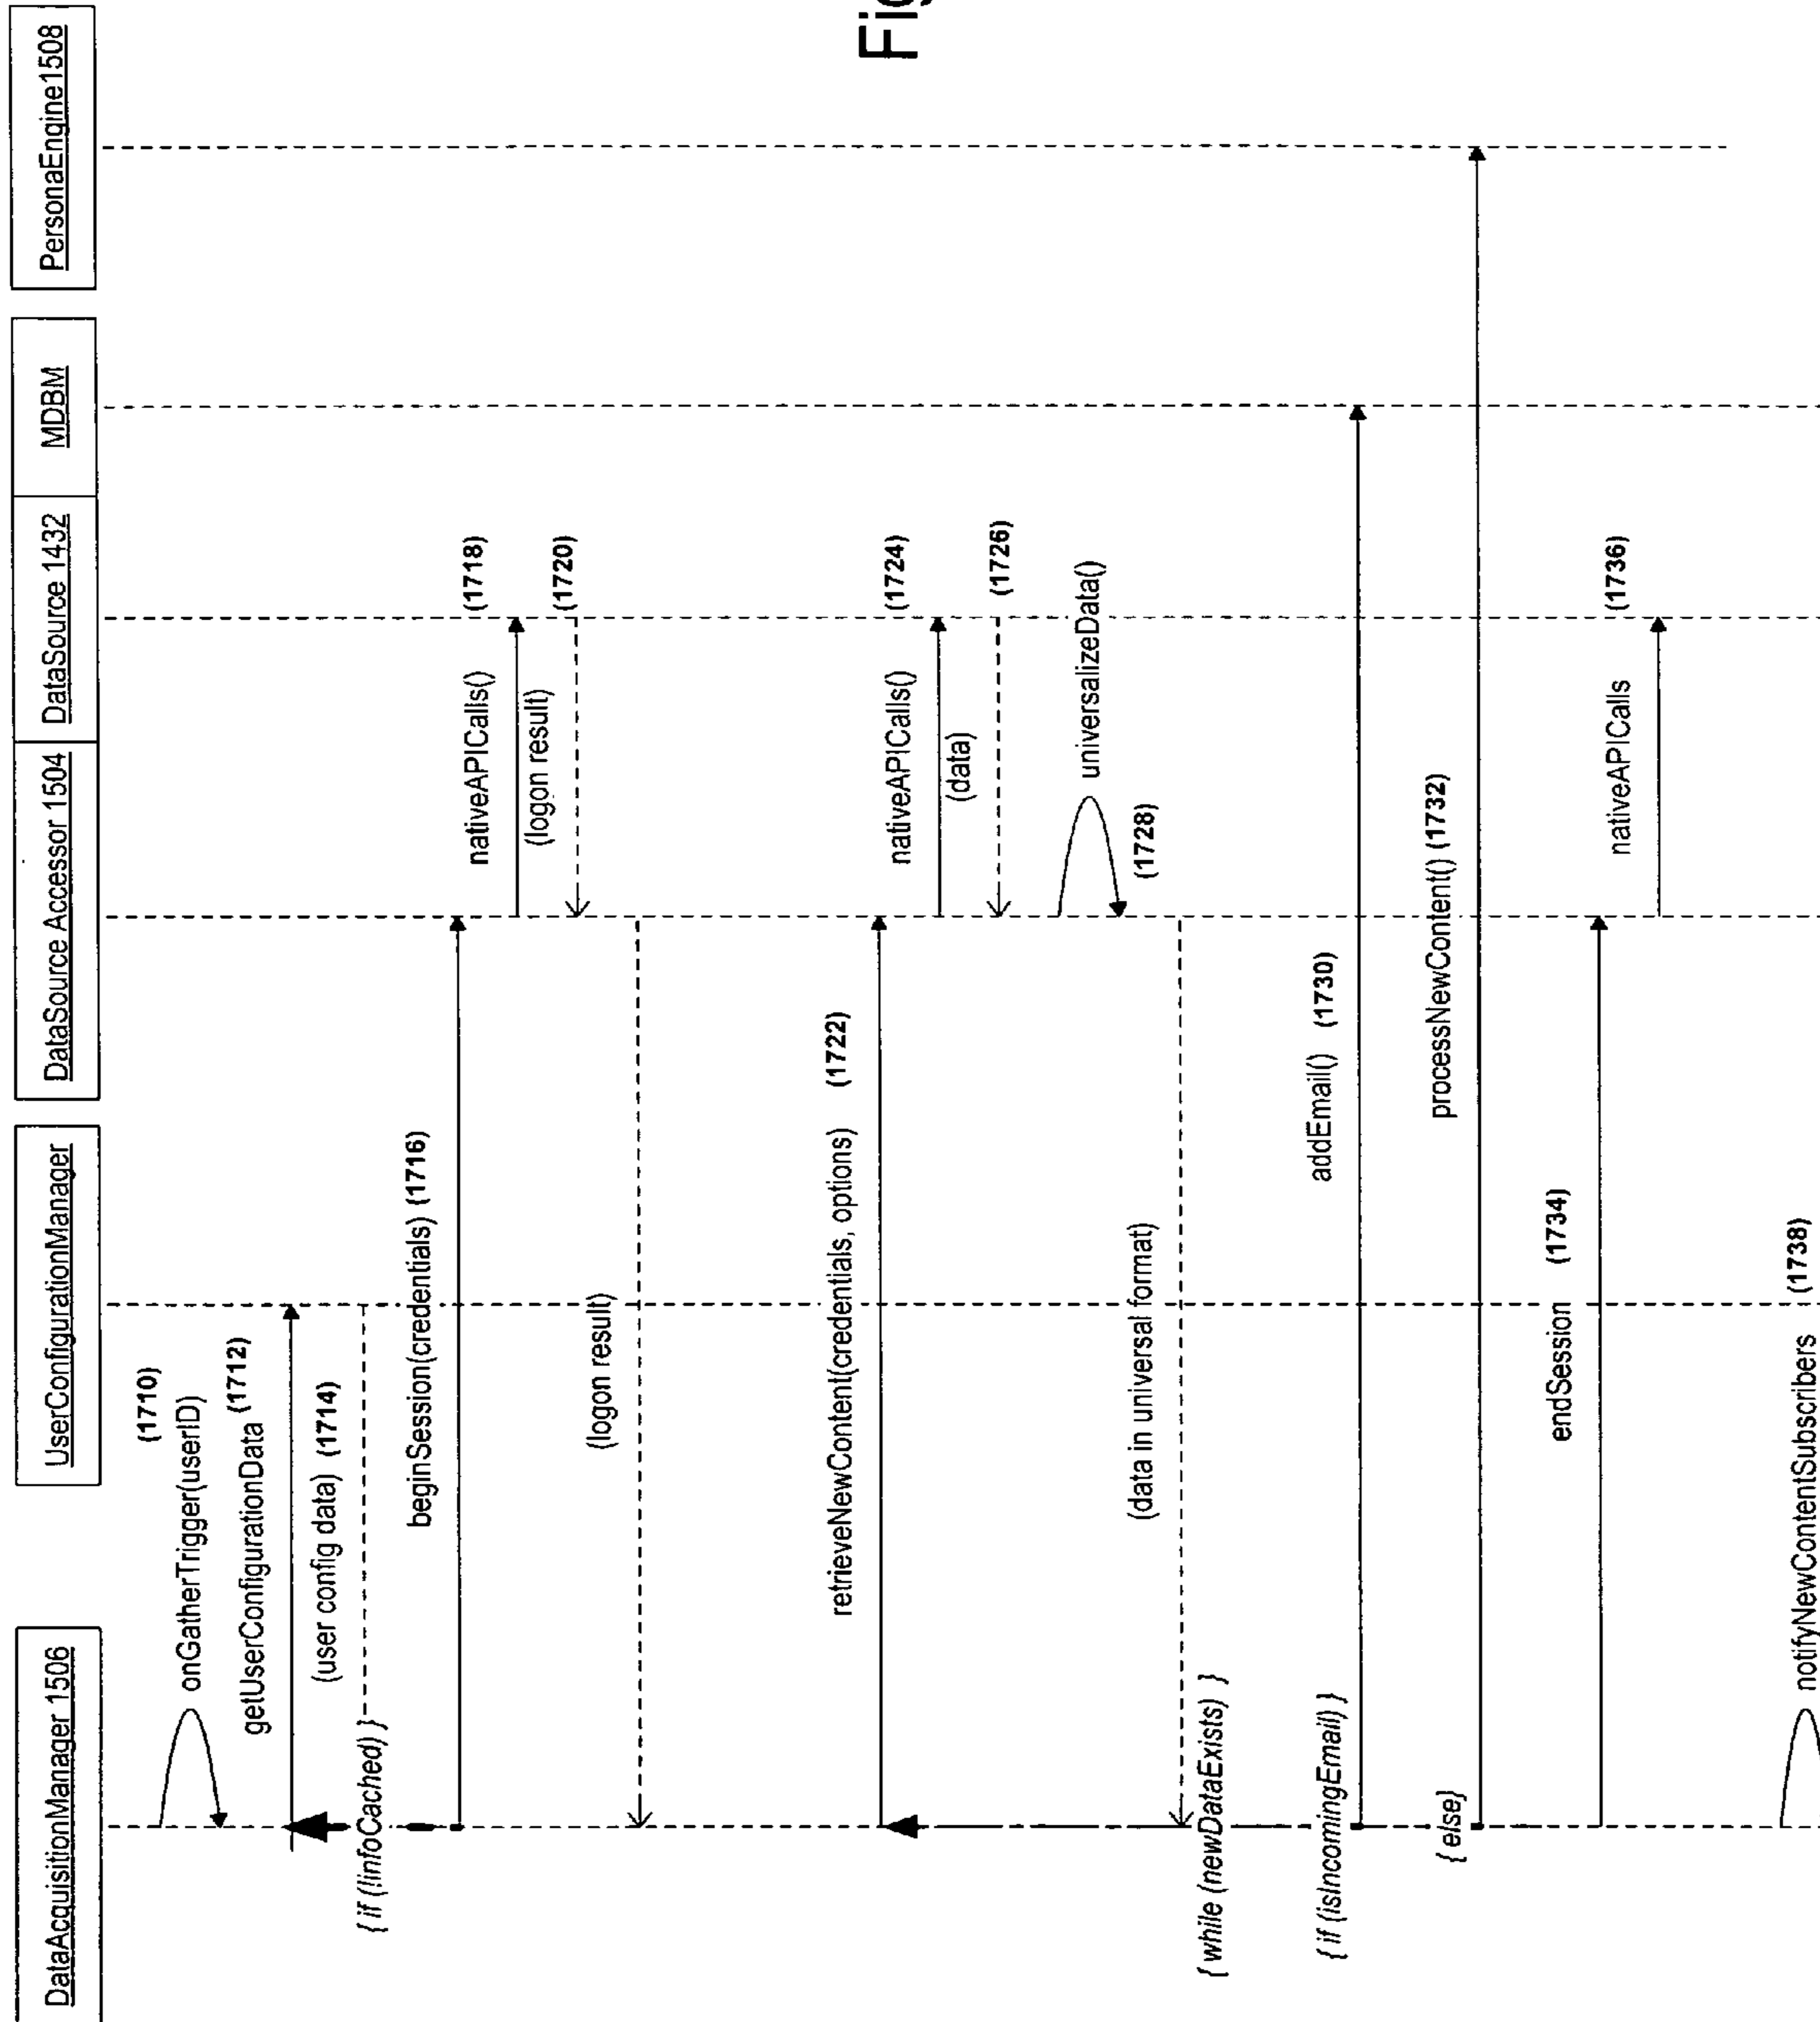 DataAcquisitionManager 1506
UserConfigurationManager
DataSource Accessor 1504
DataSource 1432
MDBM
PersonaEngine1508
(1710)
onGatherTrigger(userID)
(1712)
getUserConfigurationData
(user config data) (1714)
{ if (!infoCached) }
beginSession(credentials) (1716)
nativeAPICalls()
(1718)
(logon result)
(1720)
(logon result)
retrieveNewContent(credentials, options) (1722)
nativeAPICalls()
(1724)
(data)
(1726)
universalizeData()
(1728)
(data in universal format)
{ while (newDataExists) }
addEmail() (1730)
{ if (isIncomingEmail) }
processNewContent() (1732)
{ else}
endSession (1734)
nativeAPICalls
(1736)
notifyNewContentSubscribers (1738)
Fig